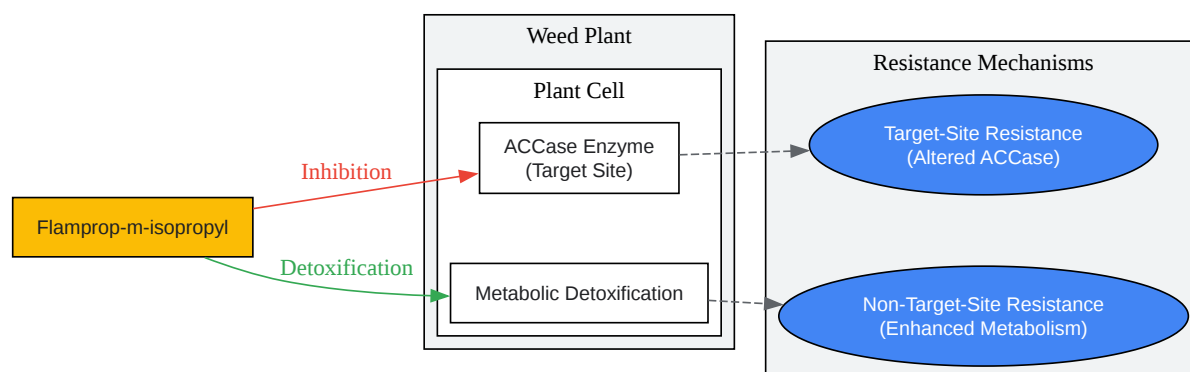 Weed Plant
Plant Cell
Resistance Mechanisms
ACCase Enzyme
(Target Site)
Target-Site Resistance
(Altered ACCase)
Inhibition
Flamprop-m-isopropyl
Detoxification
Metabolic Detoxification
Non-Target-Site Resistance
(Enhanced Metabolism)